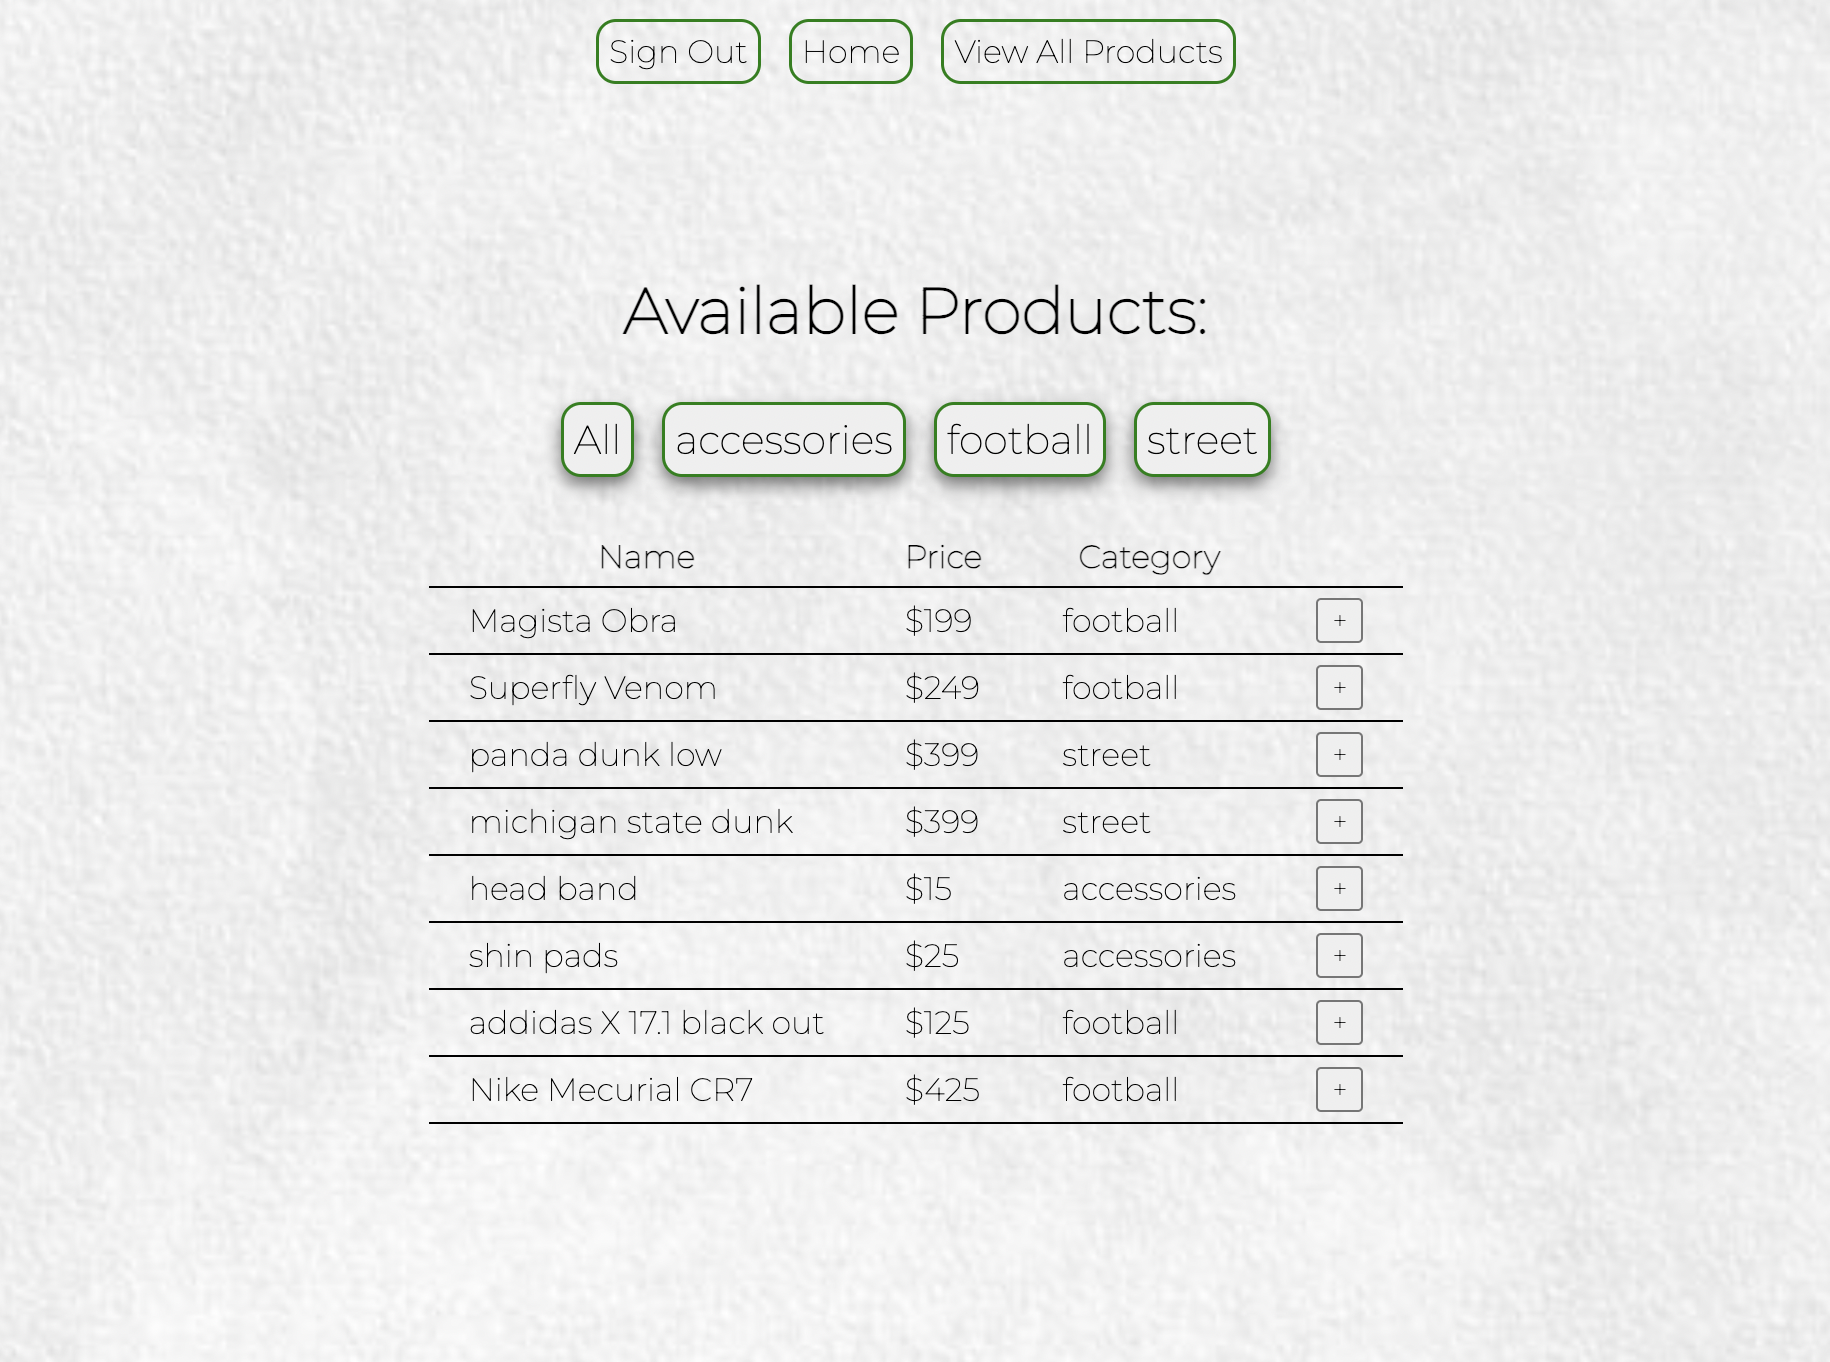 Sign Out Home View All Products
Available Products:
All accessories football street
Name Price Category
Magista Obra $199 football +
Superfly Venom $249 football +
panda dunk low $399 street +
michigan state dunk $399 street +
head band $15 accessories +
shin pads $25 accessories +
addidas X 17.1 black out $125 football +
Nike Mecurial CR7 $425 football +